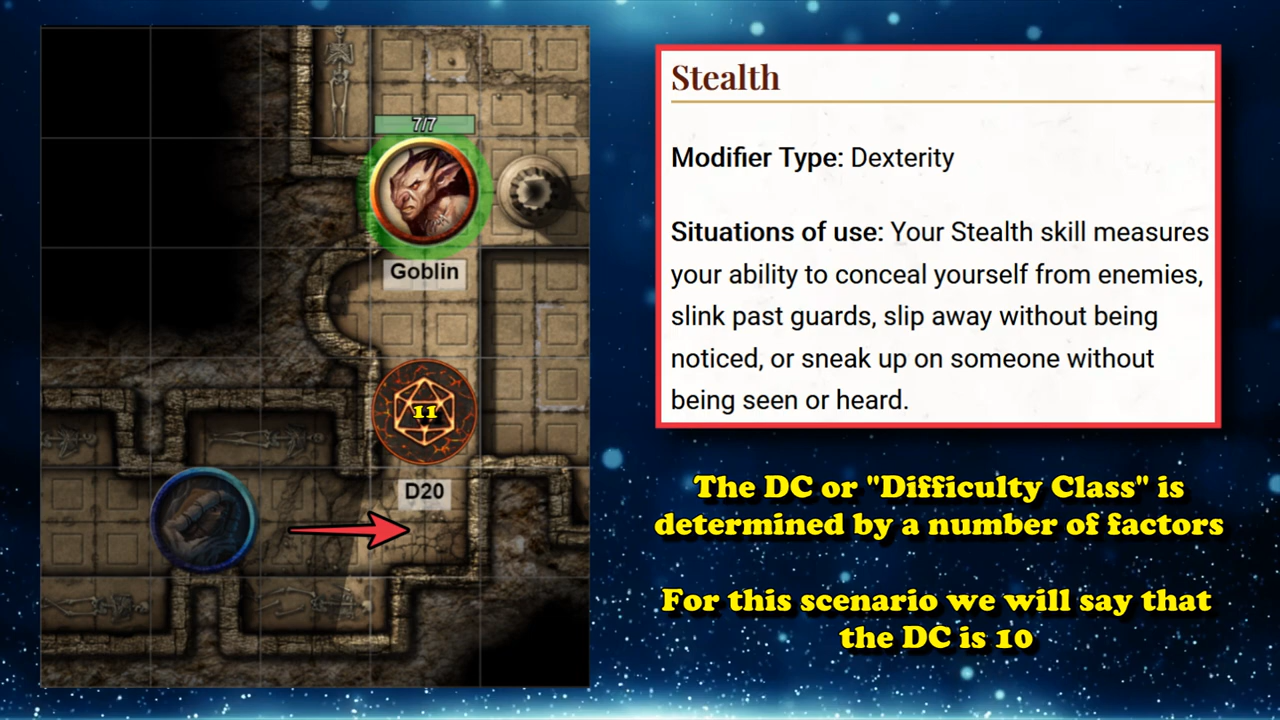 7/7
Goblin
11
D20
Stealth
Modifier Type: Dexterity
Situations of use: Your Stealth skill measures
your ability to conceal yourself from enemies,
slink past guards, slip away without being
noticed, or sneak up on someone without
being seen or heard.
The DC or "Difficulty Class" is
determined by a number of factors
For this scenario we will say that
the DC is 10